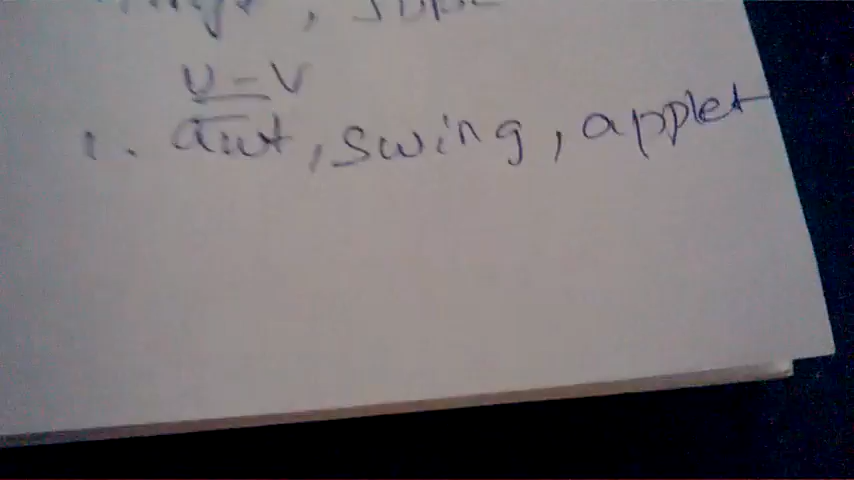 U - V
1. awt, swing, applet